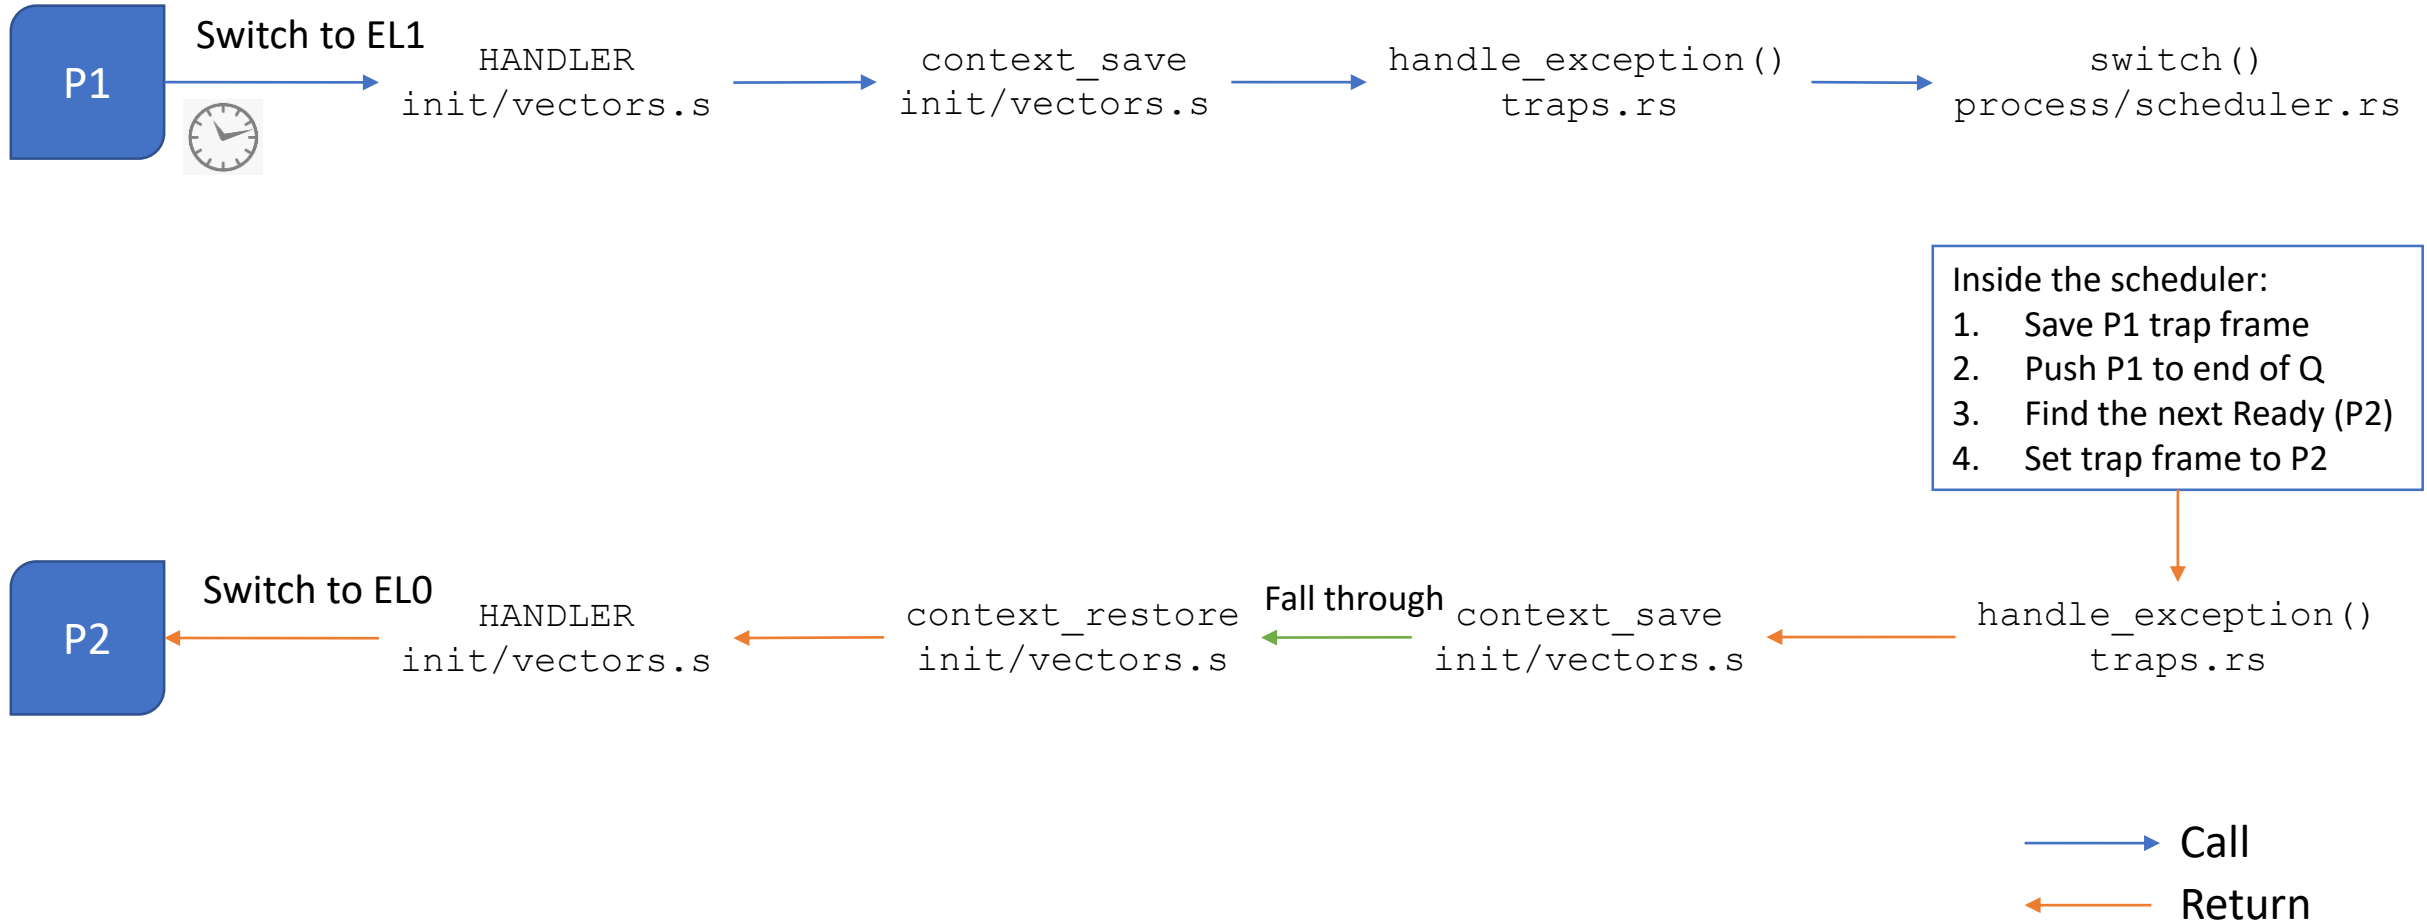 P1
Switch to EL1
HANDLER
init/vectors.s
context_save
init/vectors.s
handle_exception()
traps.rs
switch()
process/scheduler.rs
Inside the scheduler:
1. Save P1 trap frame
2. Push P1 to end of Q
3. Find the next Ready (P2)
4. Set trap frame to P2
P2
Switch to EL0
HANDLER
init/vectors.s
context_restore
init/vectors.s
Fall through
context_save
init/vectors.s
handle_exception()
traps.rs
Call
Return